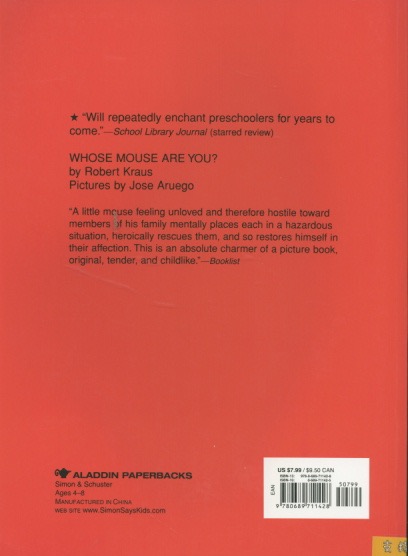 ★ "Will repeatedly enchant preschoolers for years to
come."—School Library Journal (starred review)
WHOSE MOUSE ARE YOU?
by Robert Kraus
Pictures by Jose Aruego
"A little mouse feeling unloved and therefore hostile toward
members of his family mentally places each in a hazardous
situation, heroically rescues them, and so restores himself in
their affection. This is an absolute charmer of a picture book,
original, tender, and childlike."—Booklist
ALADDIN PAPERBACKS
Simon & Schuster
Ages 4–8
MANUFACTURED IN CHINA
WEB SITE www.SimonSaysKids.com
US $7.99 / $9.50 CAN
EAN
50799
9 780689 711428